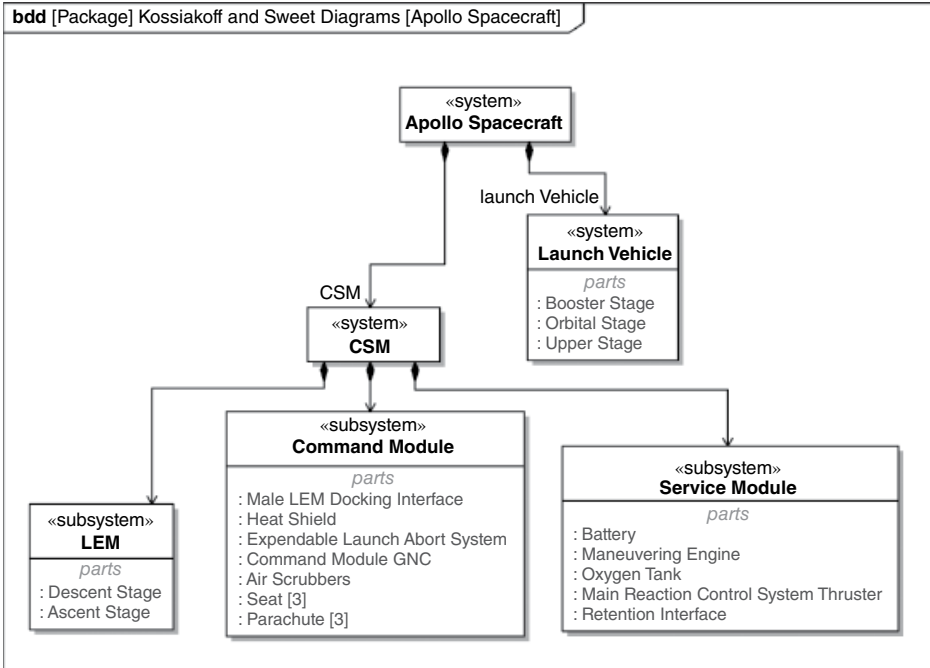 bdd [Package] Kossiakoff and Sweet Diagrams [Apollo Spacecraft]
«system»
Apollo Spacecraft
launch Vehicle
«system»
Launch Vehicle
parts
: Booster Stage
: Orbital Stage
: Upper Stage
CSM
«system»
CSM
«subsystem»
LEM
parts
: Descent Stage
: Ascent Stage
«subsystem»
Command Module
parts
: Male LEM Docking Interface
: Heat Shield
: Expendable Launch Abort System
: Command Module GNC
: Air Scrubbers
: Seat [3]
: Parachute [3]
«subsystem»
Service Module
parts
: Battery
: Maneuvering Engine
: Oxygen Tank
: Main Reaction Control System Thruster
: Retention Interface